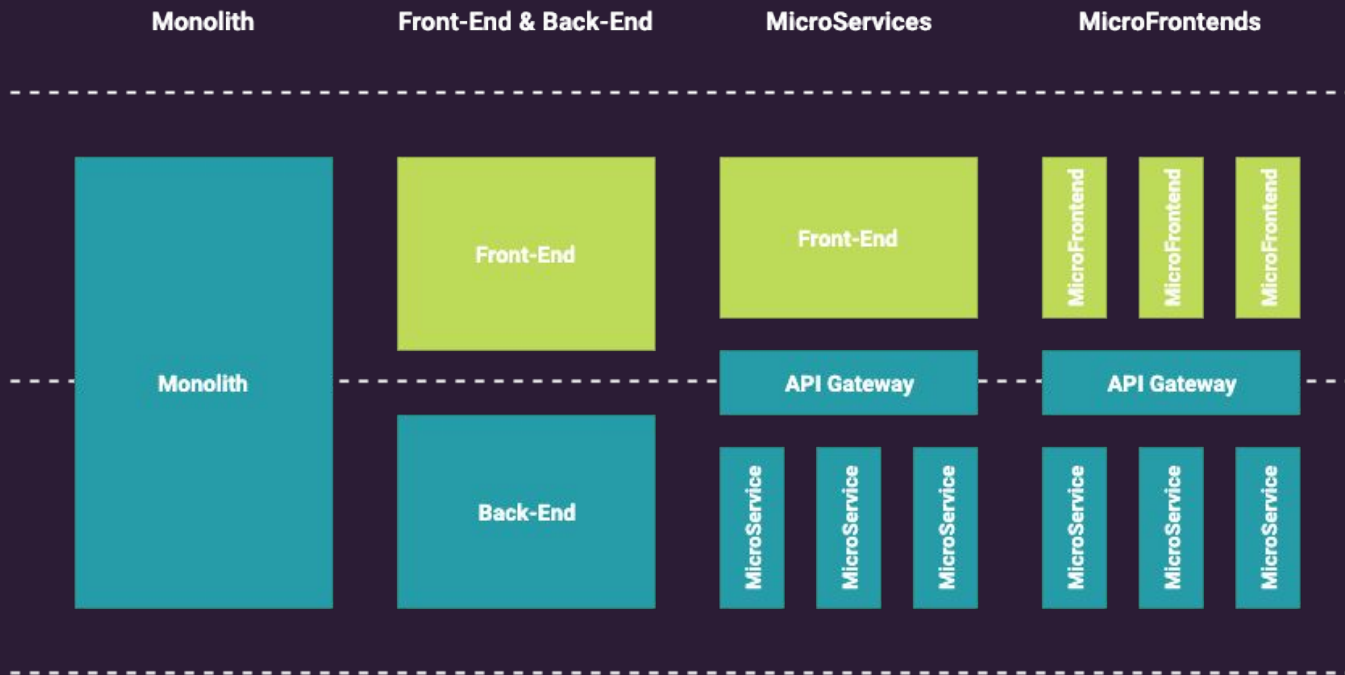 Monolith
Front-End & Back-End
MicroServices
MicroFrontends
Monolith
Front-End
Back-End
Front-End
API Gateway
MicroService
MicroService
MicroService
MicroFrontend
MicroFrontend
MicroFrontend
API Gateway
MicroService
MicroService
MicroService